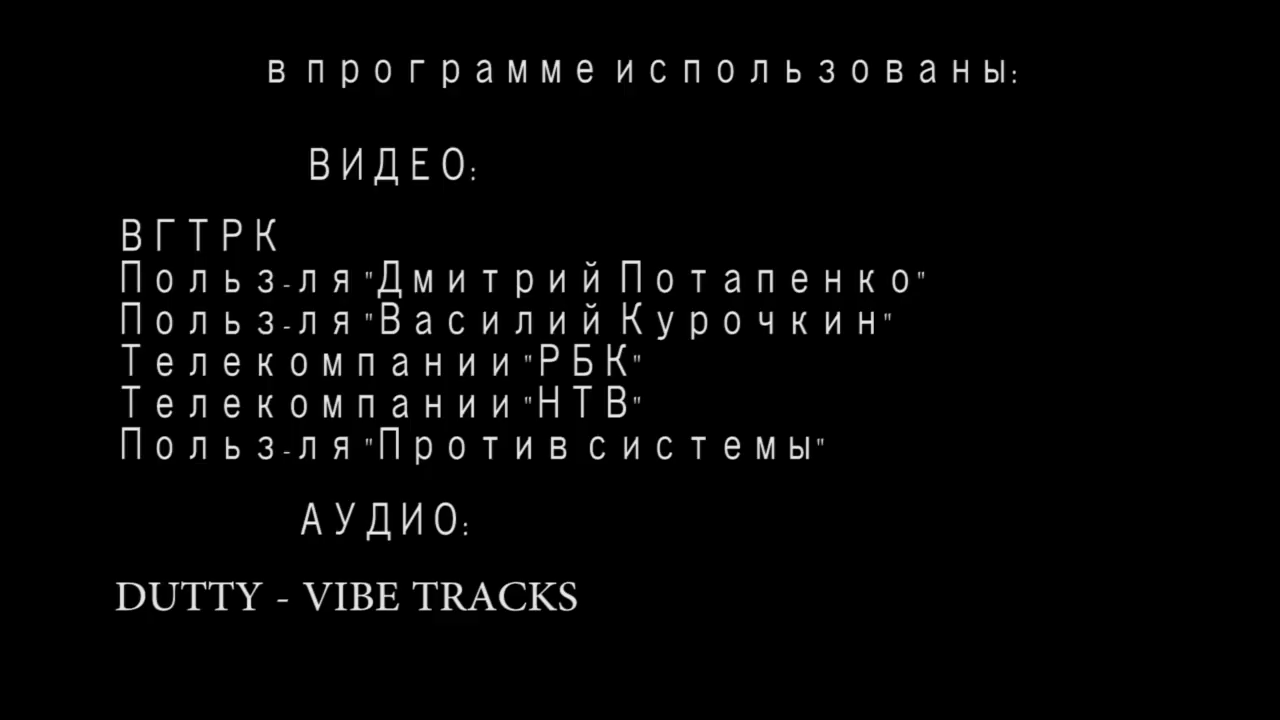 в программе использованы:
ВИДЕО:
ВГТРК
Польз-ля "Дмитрий Потапенко"
Польз-ля "Василий Курочкин"
Телекомпании "РБК"
Телекомпании "НТВ"
Польз-ля "Против системы"
АУДИО:
DUTTY - VIBE TRACKS